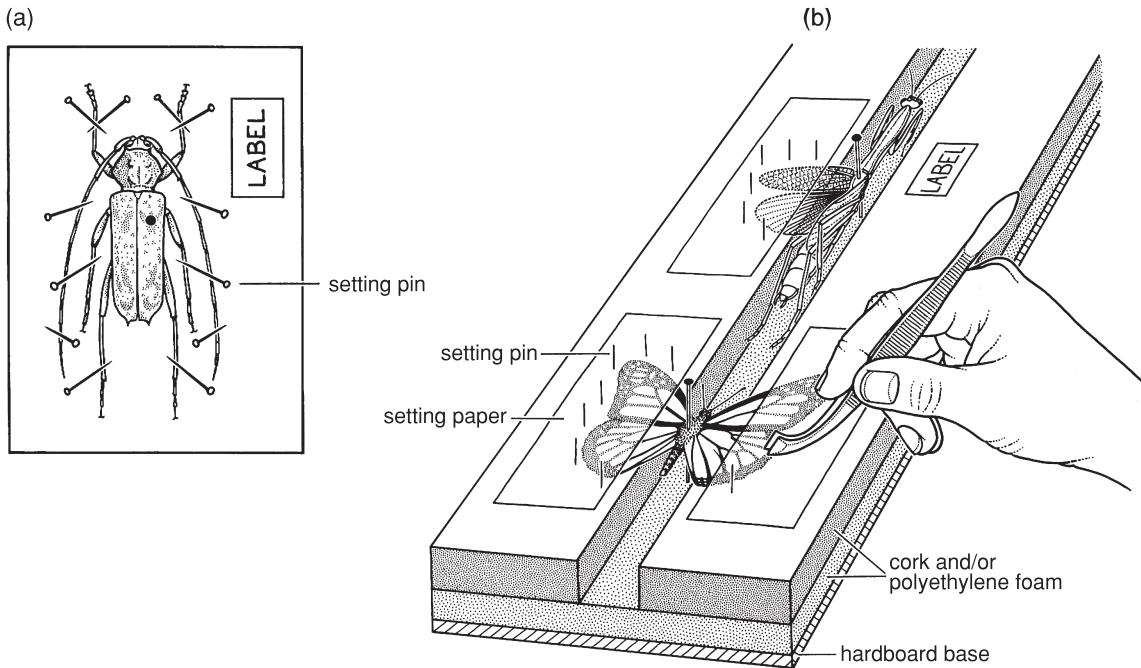 (a)
(b)
LABEL
LABEL
setting pin
setting pin
setting paper
cork and/or
polyethylene foam
hardboard base